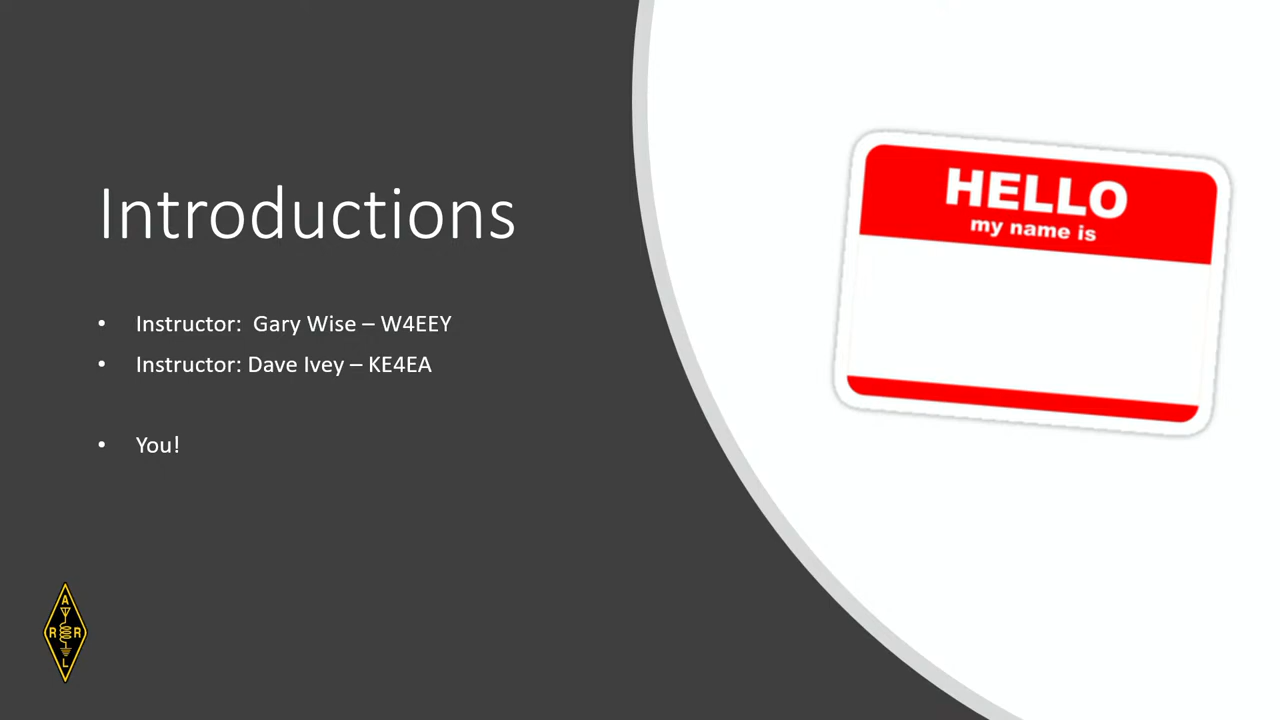 Introductions
• Instructor:  Gary Wise – W4EEY
• Instructor: Dave Ivey – KE4EA
• You!
HELLO
my name is
A
R R
L